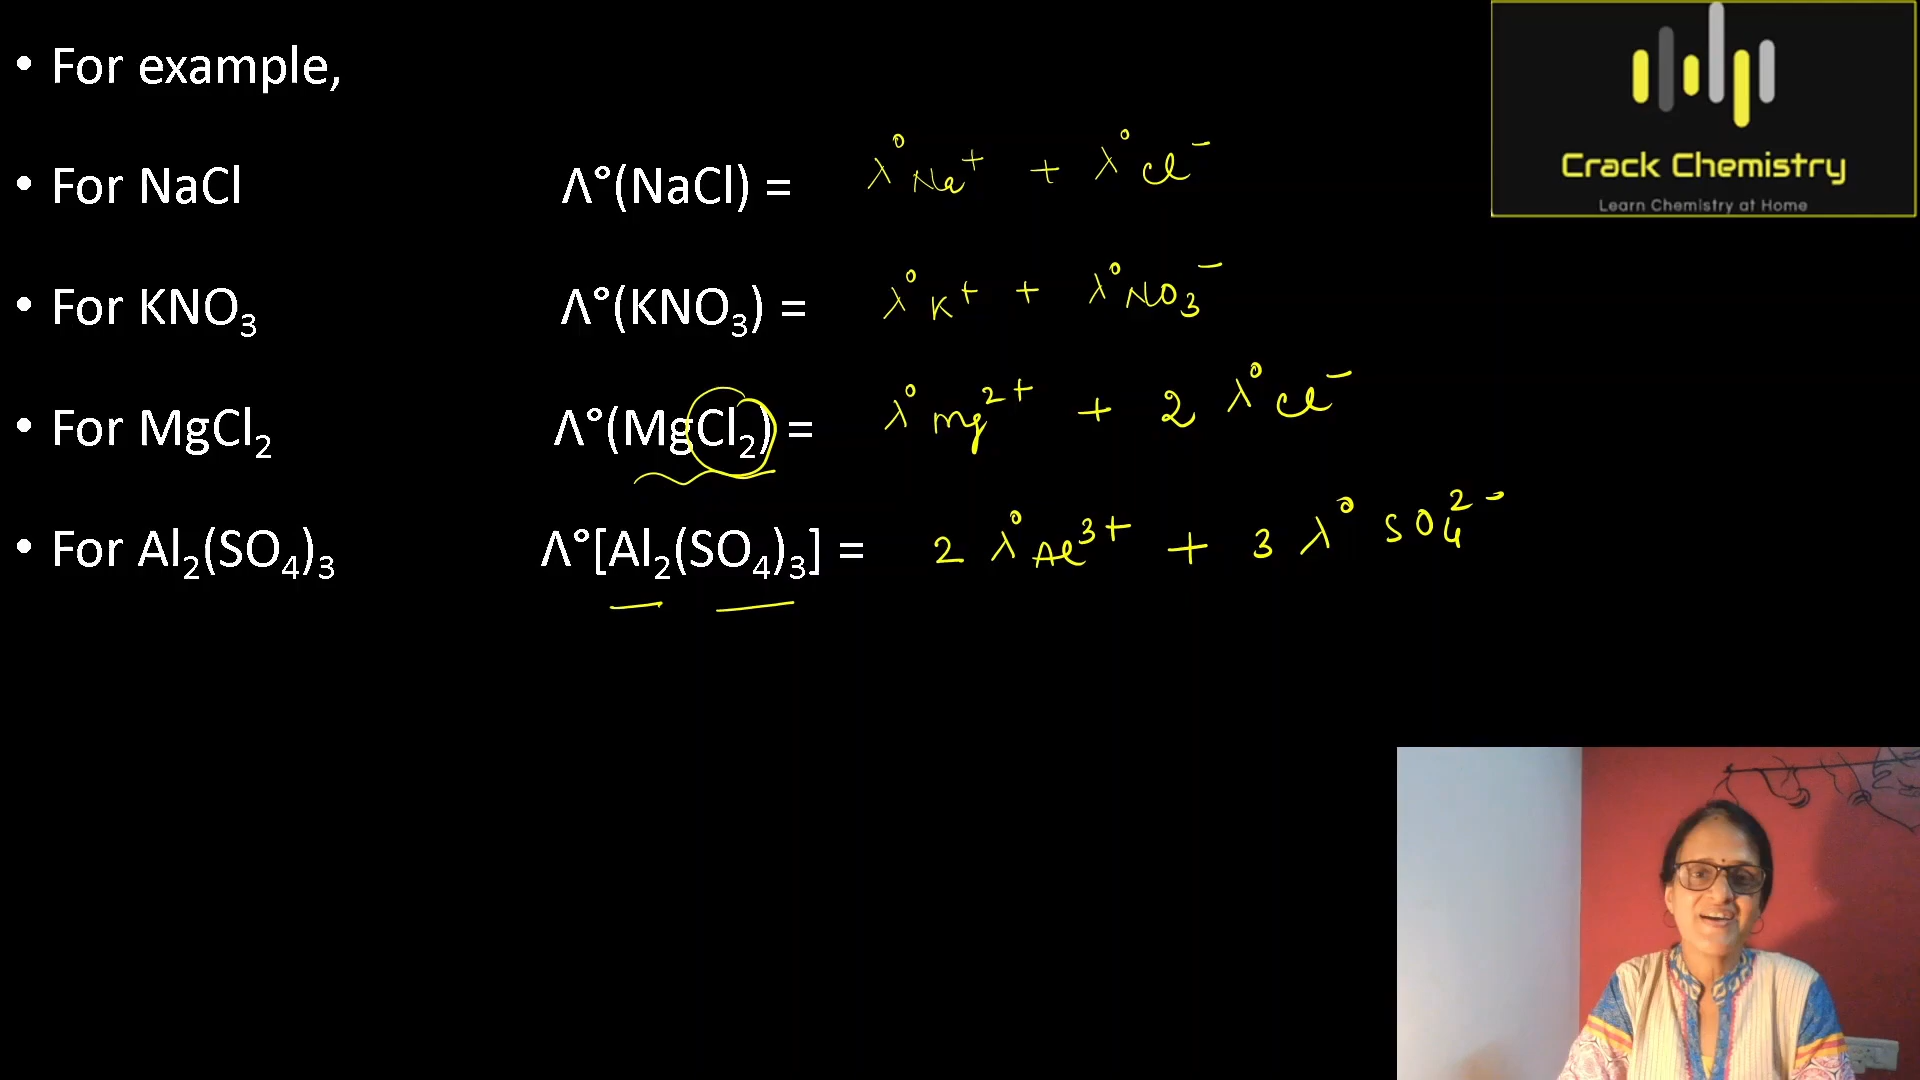 • For example,
• For NaCl Λ°(NaCl) = λ° Na⁺ + λ° Cl⁻
• For KNO₃ Λ°(KNO₃) = λ° K⁺ + λ° NO₃⁻
• For MgCl₂ Λ°(MgCl₂) = λ° Mg²⁺ + 2 λ° Cl⁻
• For Al₂(SO₄)₃ Λ°[Al₂(SO₄)₃] = 2 λ° Al³⁺ + 3 λ° SO₄²⁻
Crack Chemistry
Learn Chemistry at Home